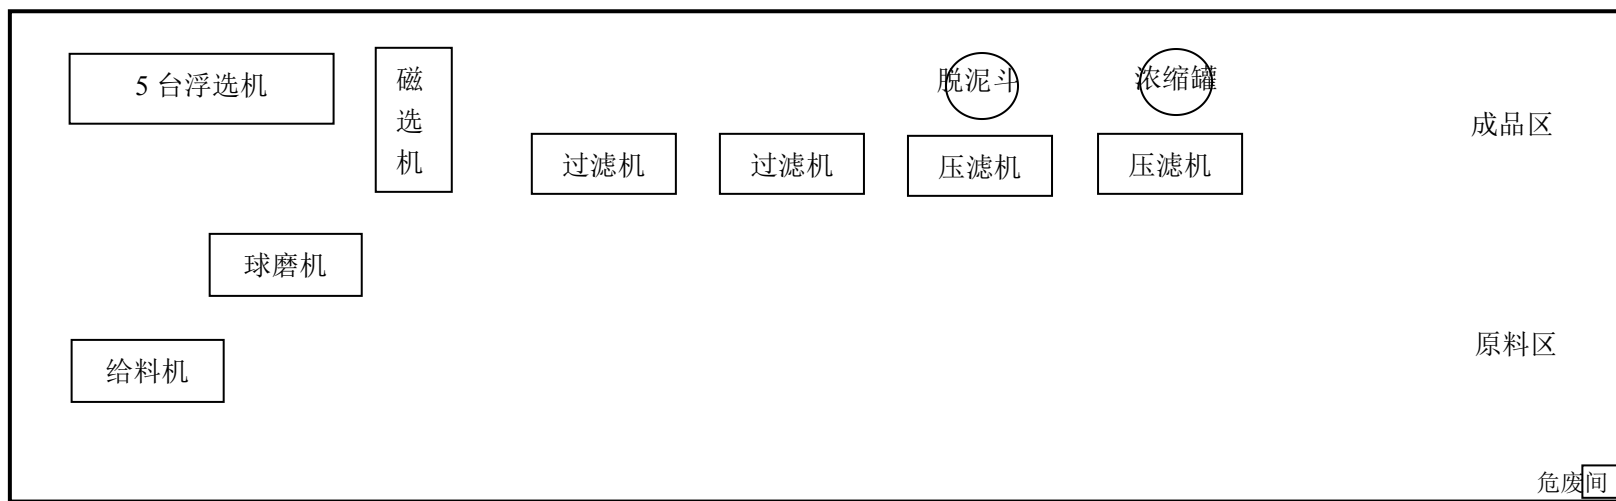 5 台浮选机
磁选机
脱泥斗
浓缩罐
成品区
过滤机
过滤机
压滤机
压滤机
球磨机
原料区
给料机
危废间